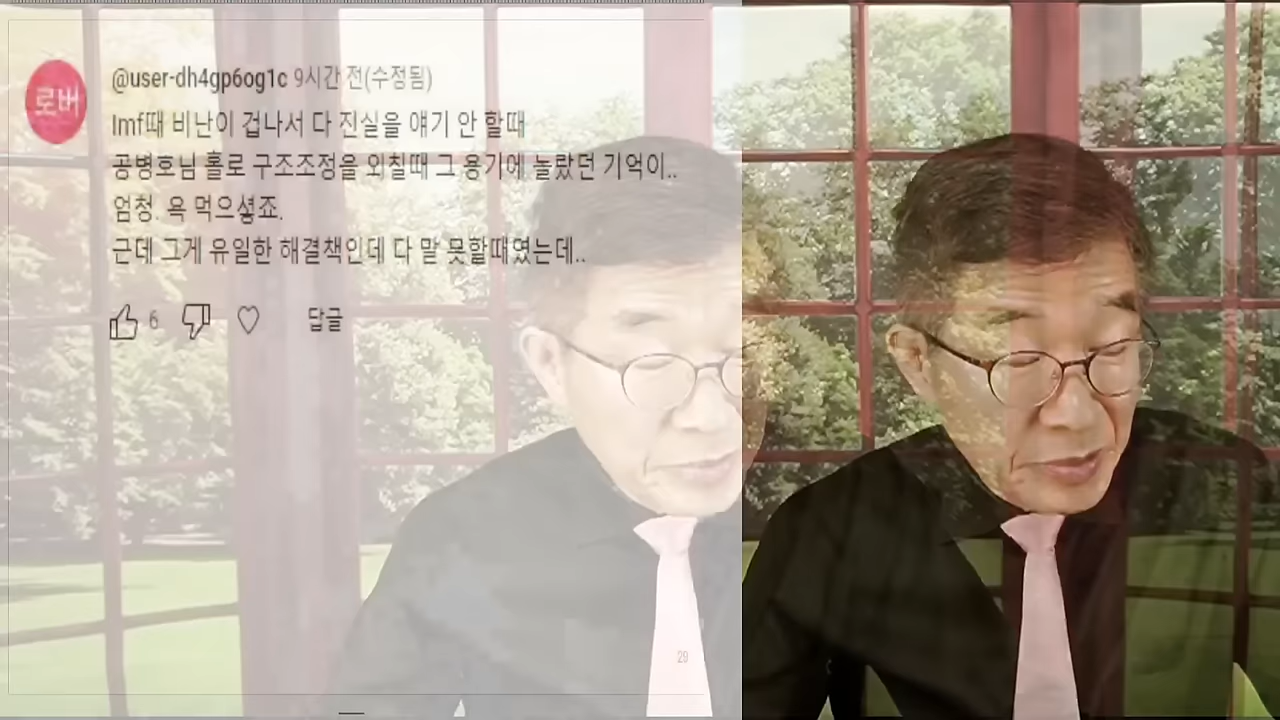 로버
@user-dh4gp6og1c 9시간 전(수정됨)
Imf때 비난이 겁나서 다 진실을 얘기 안 할때
공병호님 홀로 구조조정을 외칠때 그 용기에 놀랐던 기억이..
엄청. 욕 먹으셯죠.
근데 그게 유일한 해결책인데 다 말 못할때였는데..
6
답글
29